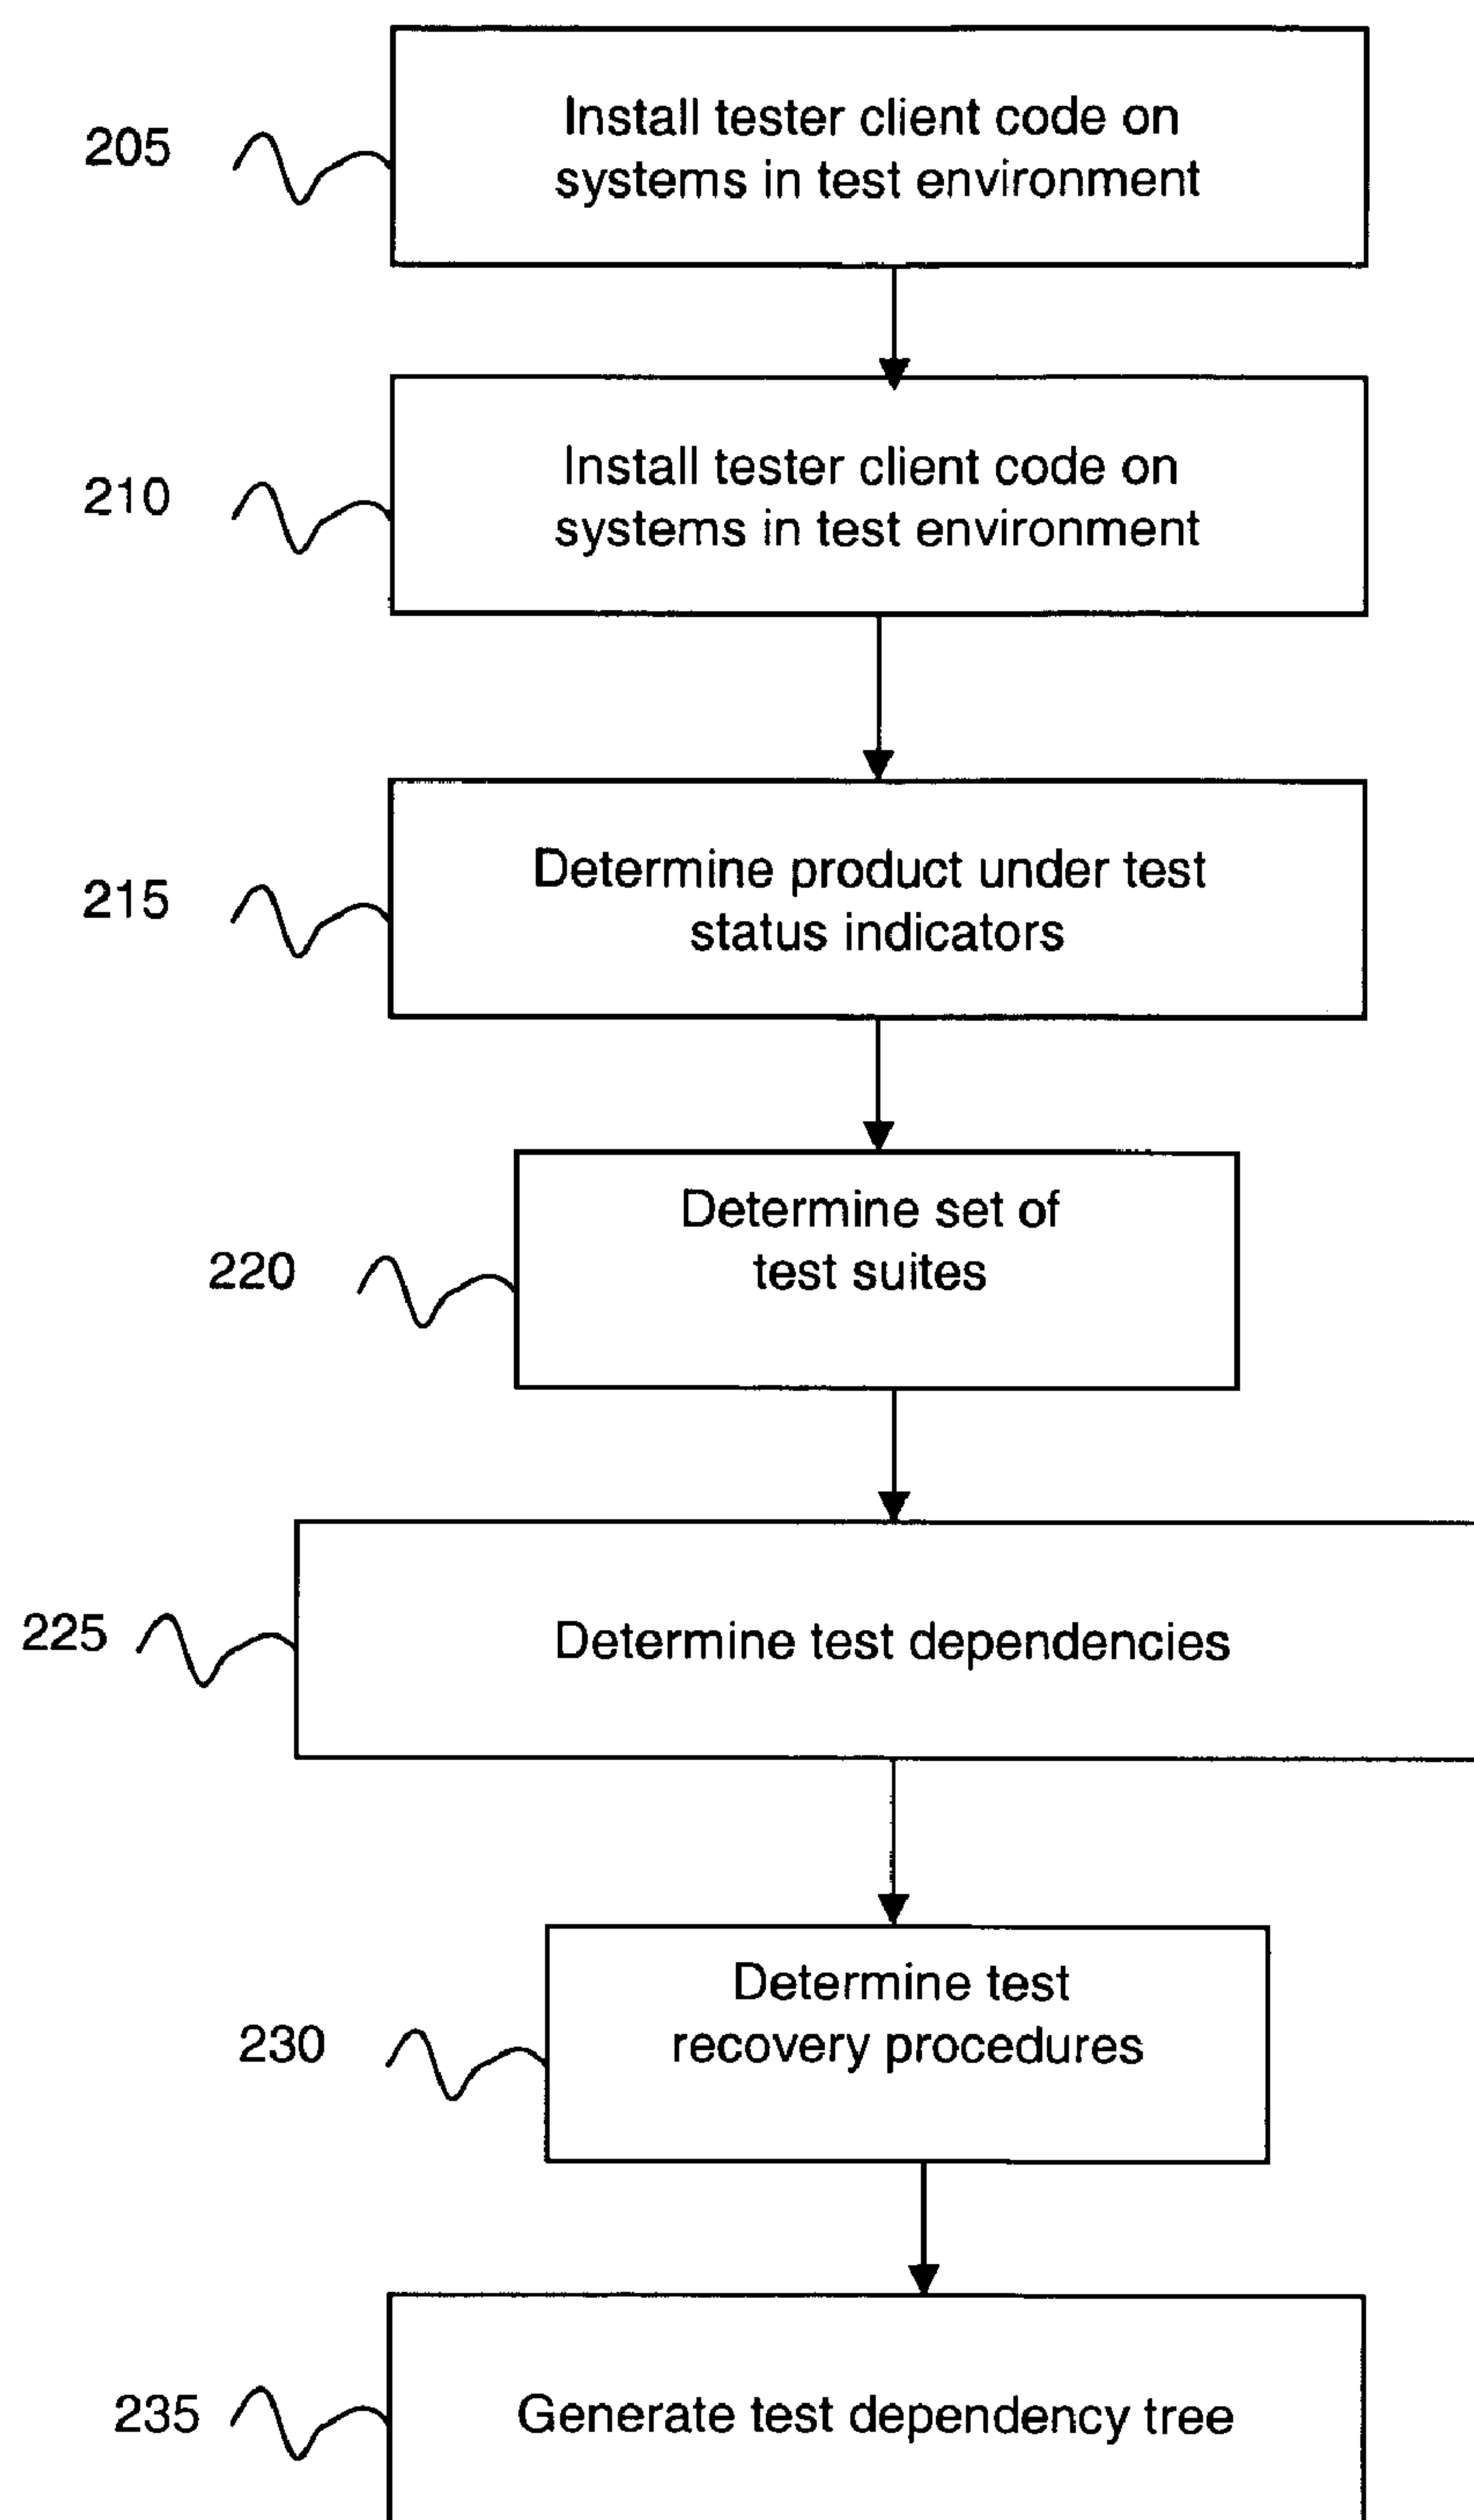 205
Install tester client code on
systems in test environment
210
Install tester client code on
systems in test environment
215
Determine product under test
status indicators
220
Determine set of
test suites
225
Determine test dependencies
230
Determine test
recovery procedures
235
Generate test dependency tree